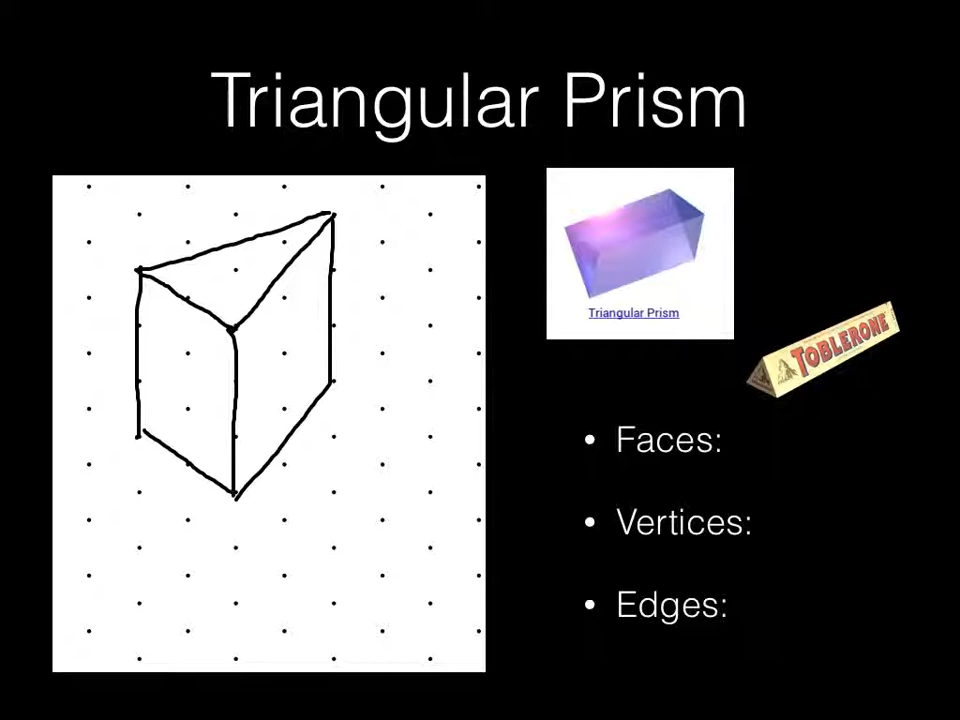 Triangular Prism
Triangular Prism
TOBLERONE
• Faces:
• Vertices:
• Edges: